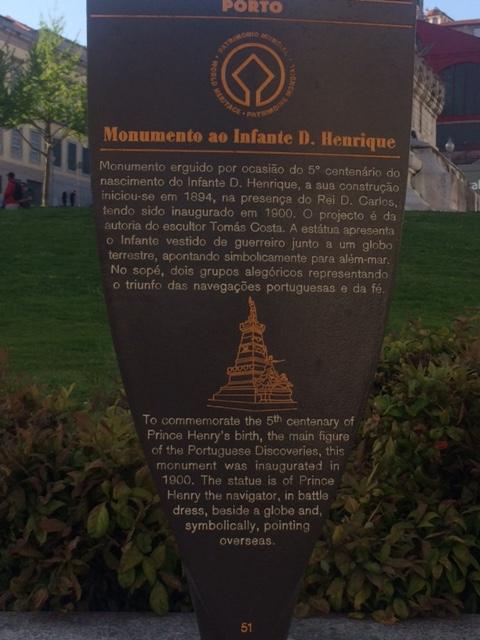 PORTO
PATRIMONIO MUNDIAL • WORLD HERITAGE • PATRIMOINE MONDIAL
Monumento ao Infante D. Henrique
Monumento erguido por ocasião do 5º centenário do
nascimento do Infante D. Henrique, a sua construção
iniciou-se em 1894, na presença do Rei D. Carlos,
tendo sido inaugurado em 1900. O projecto é da
autoria do escultor Tomás Costa. A estátua apresenta
o Infante vestido de guerreiro junto a um globo
terrestre, apontando simbolicamente para além-mar.
No sopé, dois grupos alegóricos representando
o triunfo das navegações portuguesas e da fé.
To commemorate the 5th centenary of
Prince Henry's birth, the main figure
of the Portuguese Discoveries, this
monument was inaugurated in
1900. The statue is of Prince
Henry the navigator, in battle
dress, beside a globe and,
symbolically, pointing
overseas.
51